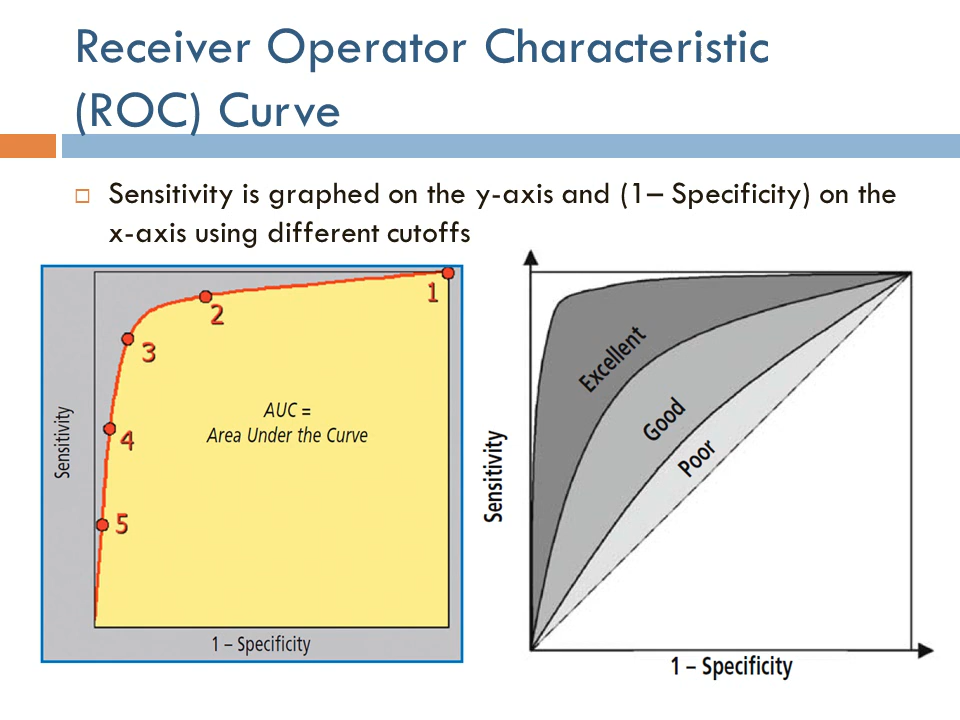 Receiver Operator Characteristic
(ROC) Curve
Sensitivity is graphed on the y-axis and (1– Specificity) on the
x-axis using different cutoffs
1
2
3
4
5
AUC =
Area Under the Curve
Sensitivity
1 – Specificity
Excellent
Good
Poor
Sensitivity
1 – Specificity